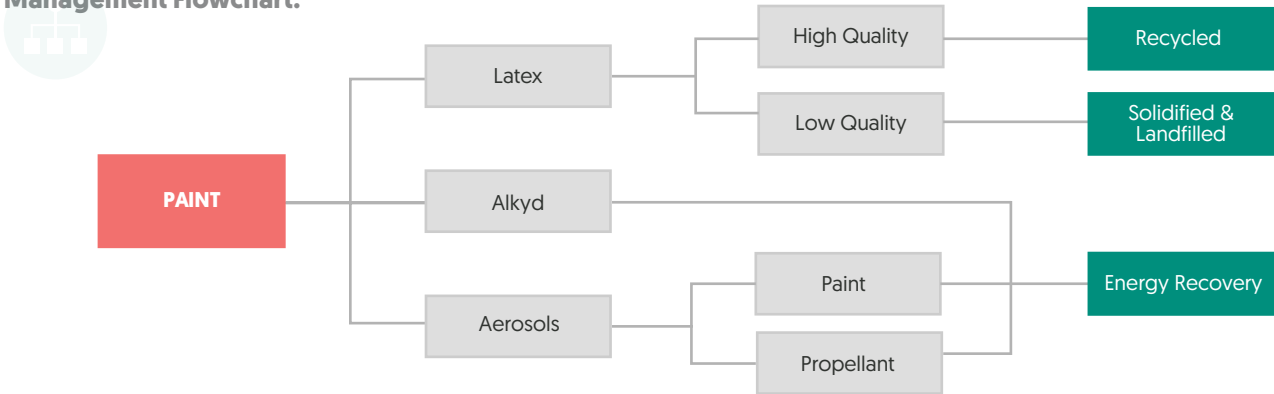 Management Flowchart:
High Quality
Recycled
Latex
Low Quality
Solidified &
Landfilled
PAINT
Alkyd
Paint
Energy Recovery
Aerosols
Propellant